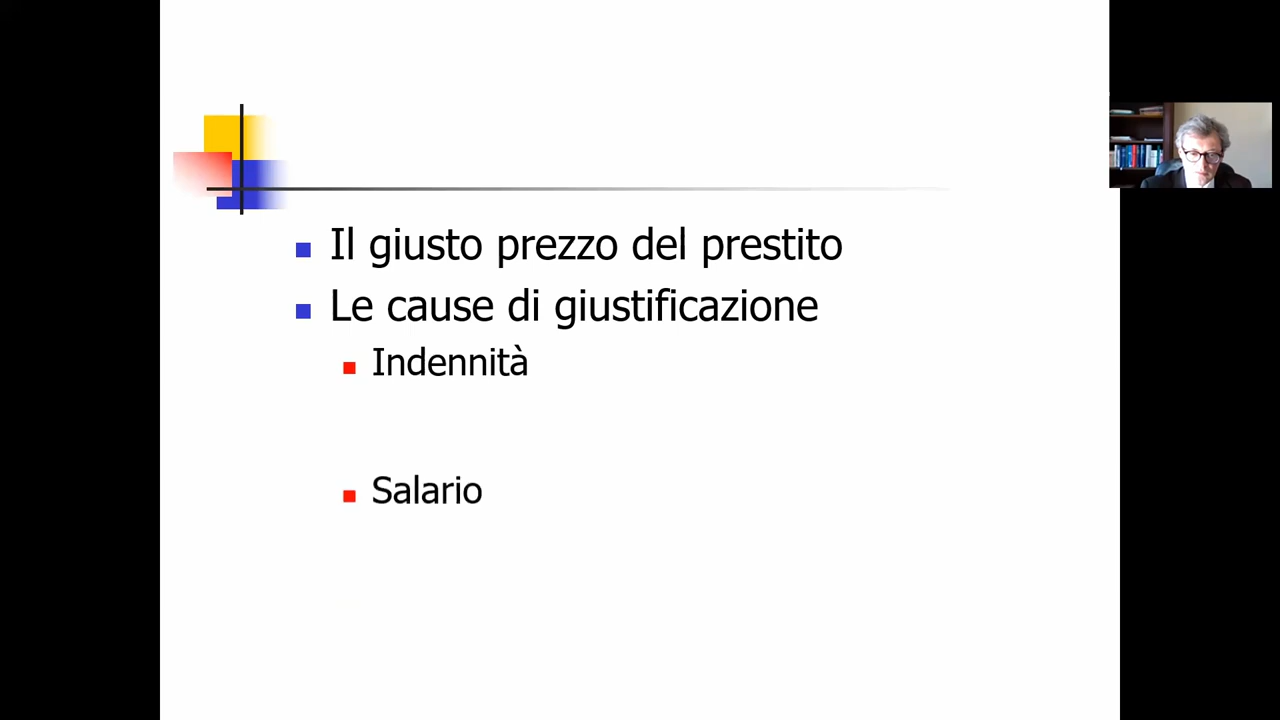 Il giusto prezzo del prestito
Le cause di giustificazione
Indennità
Salario